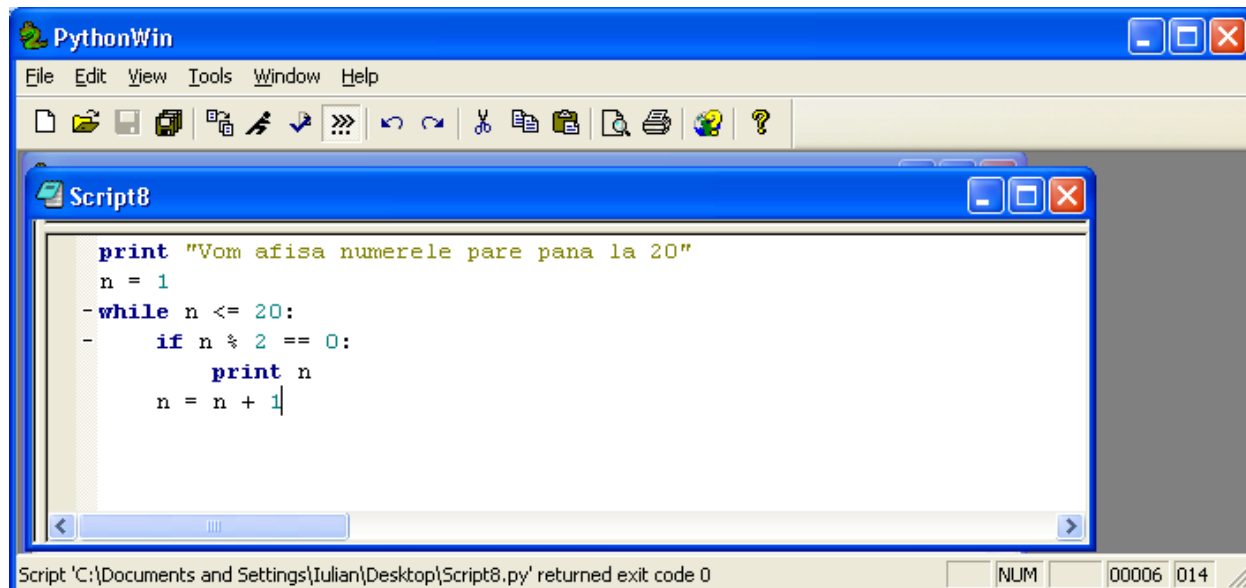 PythonWin
File Edit View Tools Window Help
Script8
print "Vom afisa numerele pare pana la 20"
n = 1
while n <= 20:
if n % 2 == 0:
print n
n = n + 1
Script 'C:\Documents and Settings\Iulian\Desktop\Script8.py' returned exit code 0 NUM 00006 014